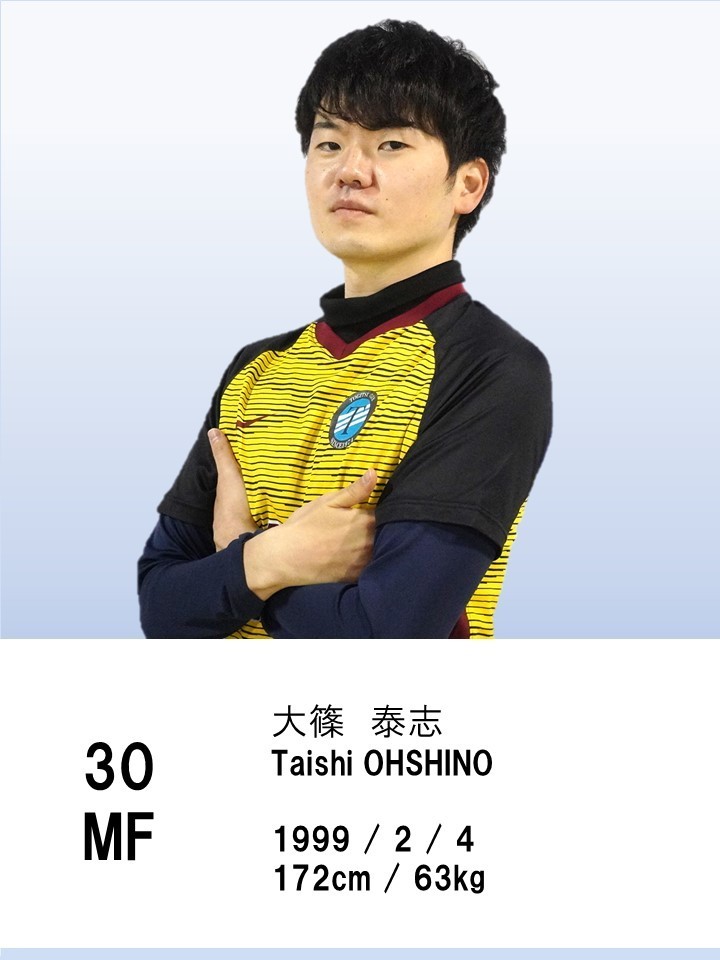 30
MF
大篠　泰志
Taishi OHSHINO
1999 / 2 / 4
172cm / 63kg